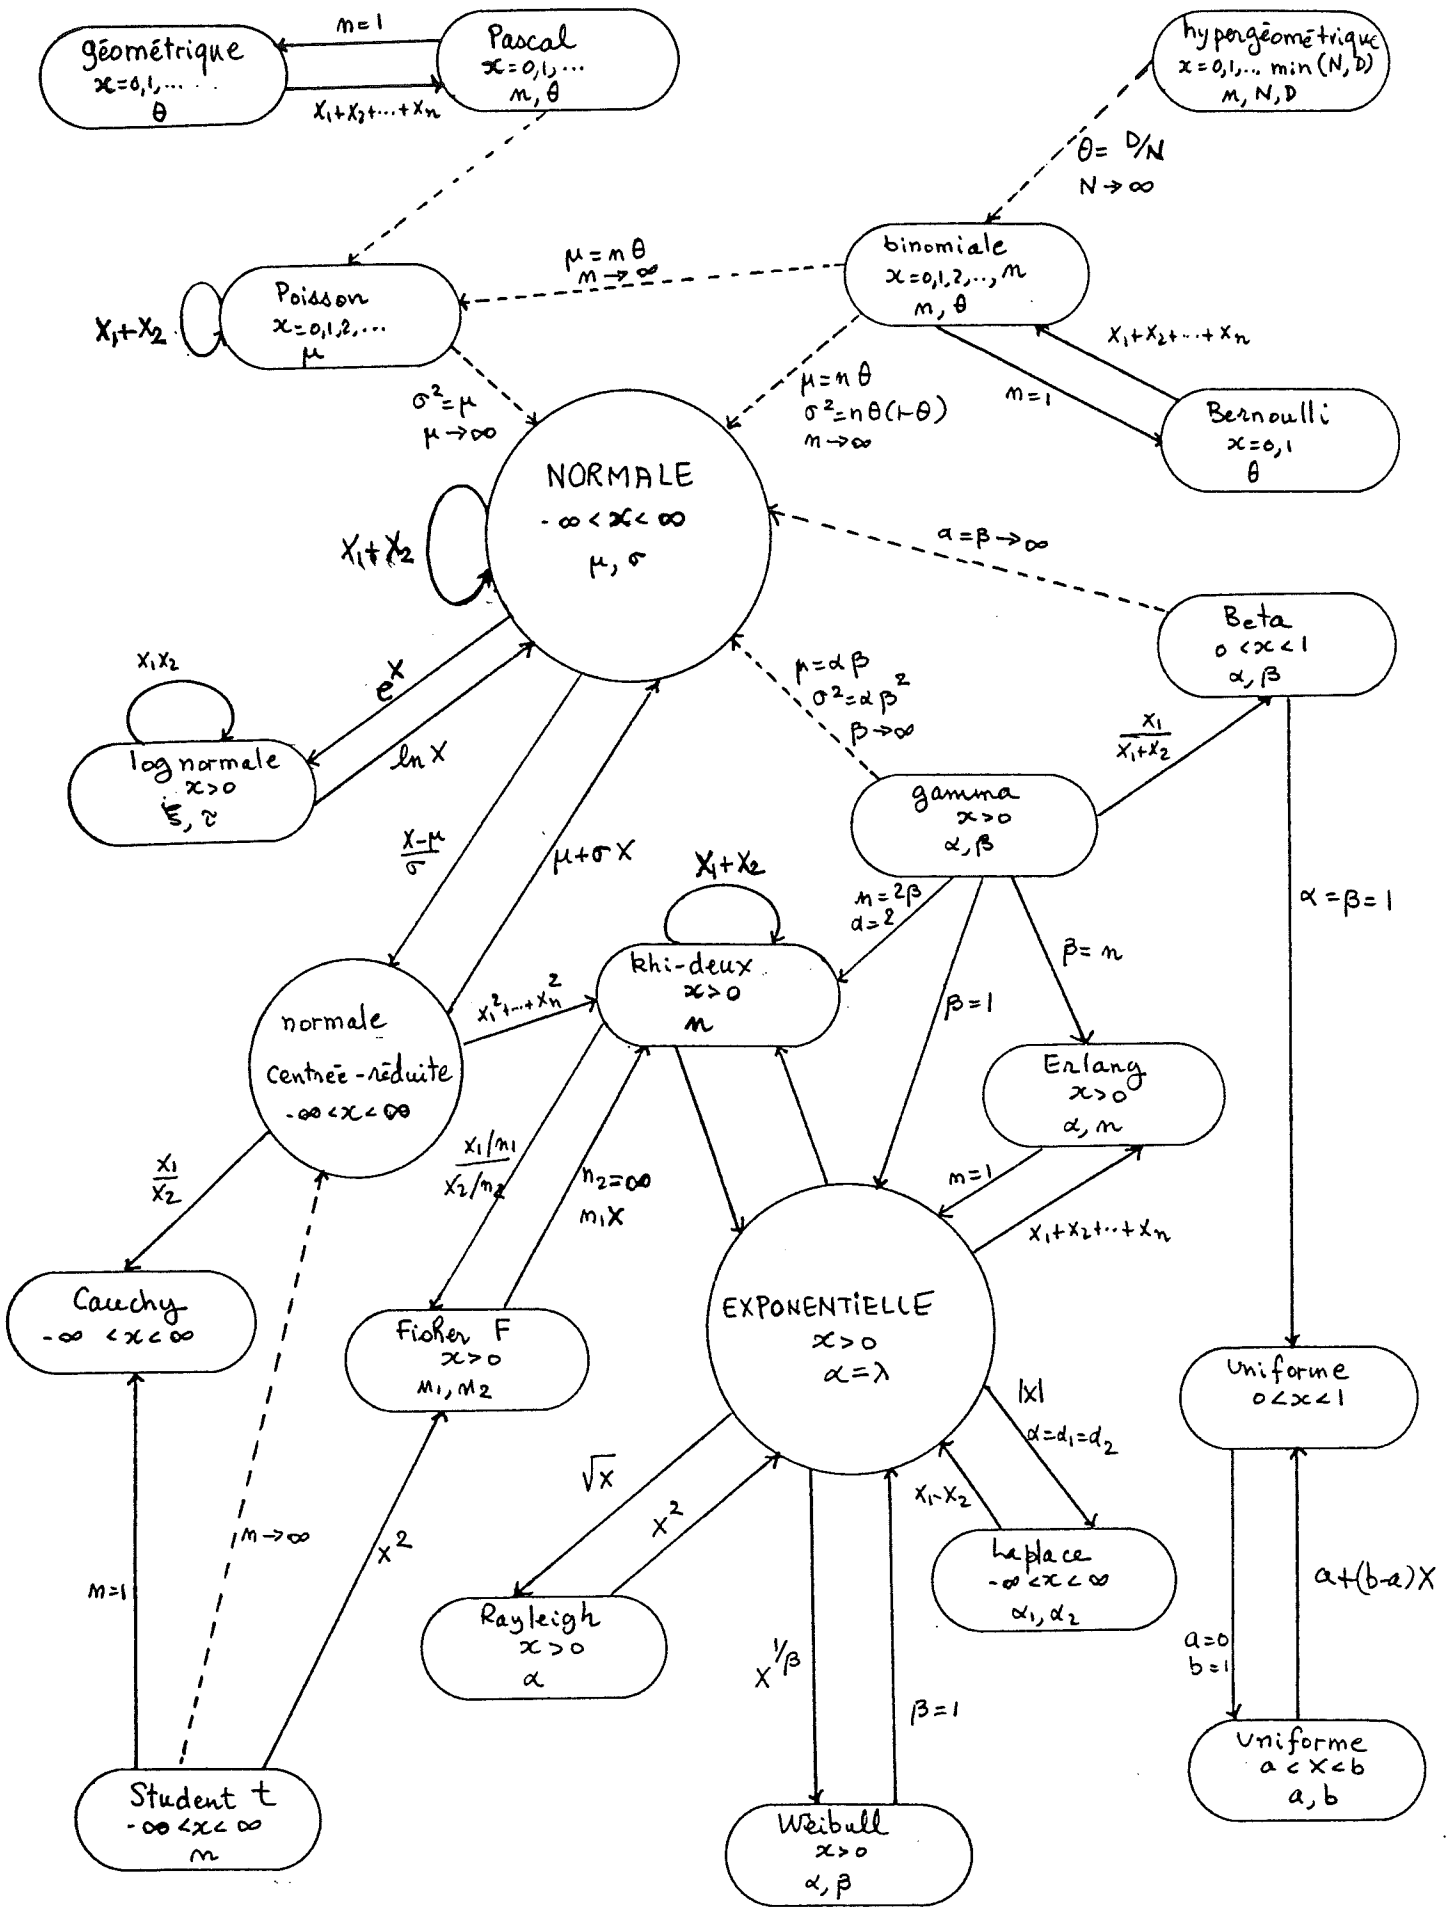 n=1
géométrique
x=0,1,.....
θ
X₁+X₂+...+Xₙ
Pascal
x=0,1,...
n, θ
hypergéométrique
x=0,1,... min(N,D)
n, N, D
θ= D/N
N→∞
binomiale
x=0,1,2,..,n
n, θ
μ=nθ
n→∞
Poisson
x=0,1,2,...
μ
X₁+X₂
σ²=μ
μ→∞
μ=nθ
σ²=nθ(1-θ)
n→∞
X₁+X₂+...+Xₙ
n=1
Bernoulli
x=0,1
θ
NORMALE
-∞<x<∞
μ, σ
X₁+X₂
a=β→∞
Beta
0<x<1
α, β
μ=αβ
σ²=αβ²
β→∞
X₁X₂
eˣ
ln X
log normale
x>0
ξ, τ
gamma
x>0
α, β
X₁
X₁+X₂
X-μ
σ
μ+σX
X₁+X₂
n=2β
α=2
β=1
β=n
α=β=1
khi-deux
x>0
n
normale
centrée-réduite
-∞<x<∞
X₁²+...+Xₙ²
Erlang
x>0
α, n
X₁
X₂
X₁/n₁
X₂/n₂
n₂=∞
n₁X
n=1
X₁+X₂+...+Xₙ
Cauchy
-∞<x<∞
Fisher F
x>0
n₁, n₂
EXPONENTIELLE
x>0
α=λ
Uniforme
0<x<1
|X|
α=α₁=α₂
X₁-X₂
√X
X²
n→∞
X²
n=1
Laplace
-∞<x<∞
α₁, α₂
Rayleigh
x>0
α
X^1/β
β=1
a+(b-a)X
a=0
b=1
Uniforme
a<X<b
a, b
Student t
-∞<x<∞
n
Weibull
x>0
α, β